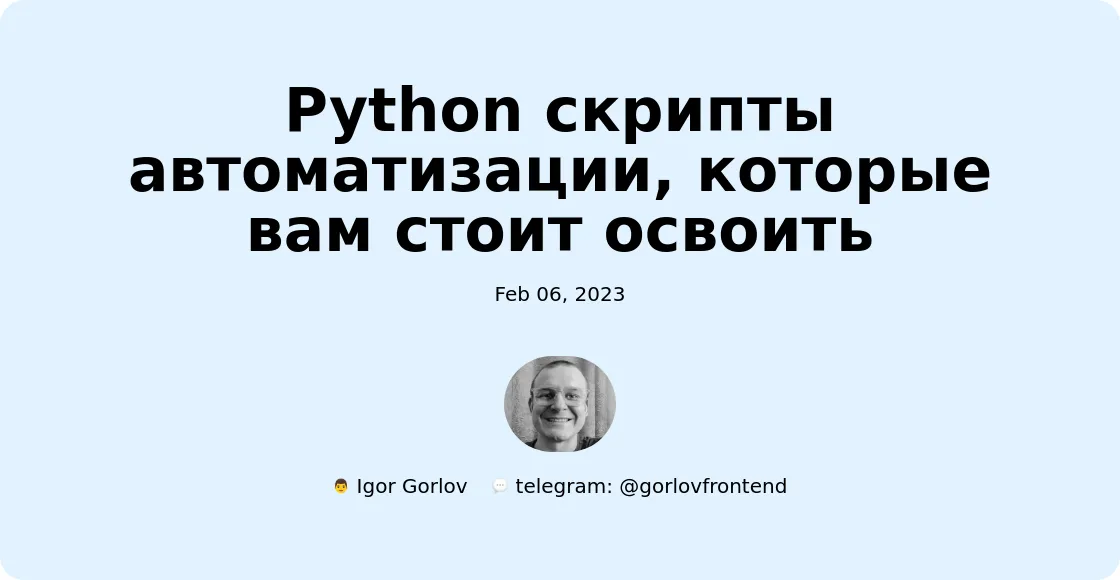 Python скрипты
автоматизации, которые
вам стоит освоить
Feb 06, 2023
Igor Gorlov telegram: @gorlovfrontend